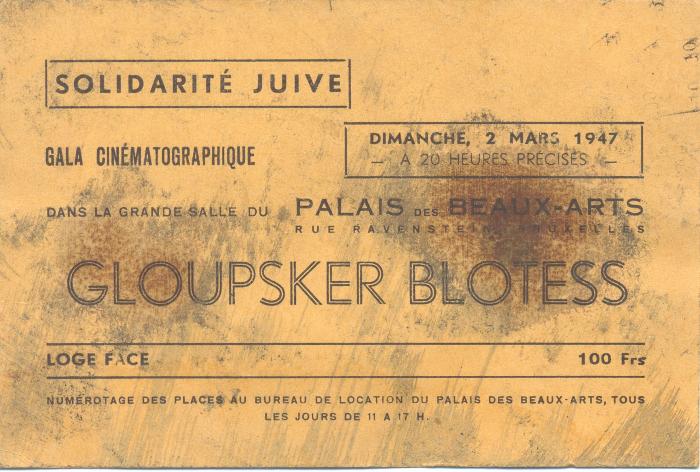 SOLIDARITÉ JUIVE
GALA CINÉMATOGRAPHIQUE
DIMANCHE, 2 MARS 1947
— À 20 HEURES PRÉCISES —
DANS LA GRANDE SALLE DU PALAIS DES BEAUX-ARTS
RUE RAVENSTEIN BRUXELLES
GLOUPSKER BLOTESS
LOGE FACE 100 Frs
NUMÉROTAGE DES PLACES AU BUREAU DE LOCATION DU PALAIS DES BEAUX-ARTS, TOUS
LES JOURS DE 11 A 17 H.